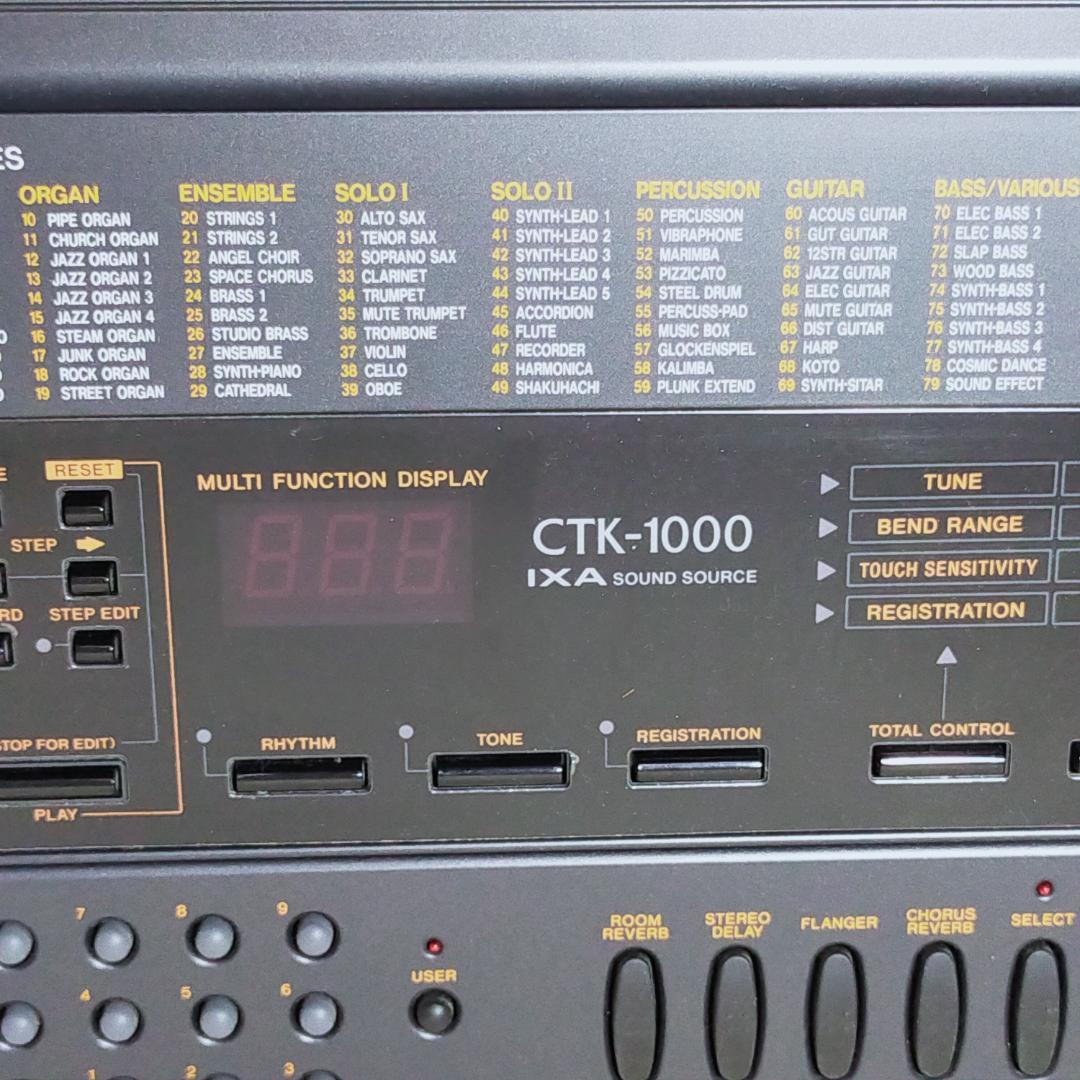 ES
ORGAN
10 PIPE ORGAN
11 CHURCH ORGAN
12 JAZZ ORGAN 1
13 JAZZ ORGAN 2
14 JAZZ ORGAN 3
15 JAZZ ORGAN 4
16 STEAM ORGAN
17 JUNK ORGAN
18 ROCK ORGAN
19 STREET ORGAN
ENSEMBLE
20 STRINGS 1
21 STRINGS 2
22 ANGEL CHOIR
23 SPACE CHORUS
24 BRASS 1
25 BRASS 2
26 STUDIO BRASS
27 ENSEMBLE
28 SYNTH-PIANO
29 CATHEDRAL
SOLO I
30 ALTO SAX
31 TENOR SAX
32 SOPRANO SAX
33 CLARINET
34 TRUMPET
35 MUTE TRUMPET
36 TROMBONE
37 VIOLIN
38 CELLO
39 OBOE
SOLO II
40 SYNTH-LEAD 1
41 SYNTH-LEAD 2
42 SYNTH-LEAD 3
43 SYNTH-LEAD 4
44 SYNTH-LEAD 5
45 ACCORDION
46 FLUTE
47 RECORDER
48 HARMONICA
49 SHAKUHACHI
PERCUSSION
50 PERCUSSION
51 VIBRAPHONE
52 MARIMBA
53 PIZZICATO
54 STEEL DRUM
55 PERCUSS-PAD
56 MUSIC BOX
57 GLOCKENSPIEL
58 KALIMBA
59 PLUNK EXTEND
GUITAR
60 ACOUS GUITAR
61 GUT GUITAR
62 12STR GUITAR
63 JAZZ GUITAR
64 ELEC GUITAR
65 MUTE GUITAR
66 DIST GUITAR
67 HARP
68 KOTO
69 SYNTH-SITAR
BASS/VARIOUS
70 ELEC BASS 1
71 ELEC BASS 2
72 SLAP BASS
73 WOOD BASS
74 SYNTH-BASS 1
75 SYNTH-BASS 2
76 SYNTH-BASS 3
77 SYNTH-BASS 4
78 COSMIC DANCE
79 SOUND EFFECT
E
RESET
STEP
RD
STEP EDIT
STOP FOR EDIT)
PLAY
MULTI FUNCTION DISPLAY
888
CTK-1000
IXA SOUND SOURCE
TUNE
BEND RANGE
TOUCH SENSITIVITY
REGISTRATION
RHYTHM
TONE
REGISTRATION
TOTAL CONTROL
7
8
9
4
5
6
1
2
3
USER
ROOM
REVERB
STEREO
DELAY
FLANGER
CHORUS
REVERB
SELECT